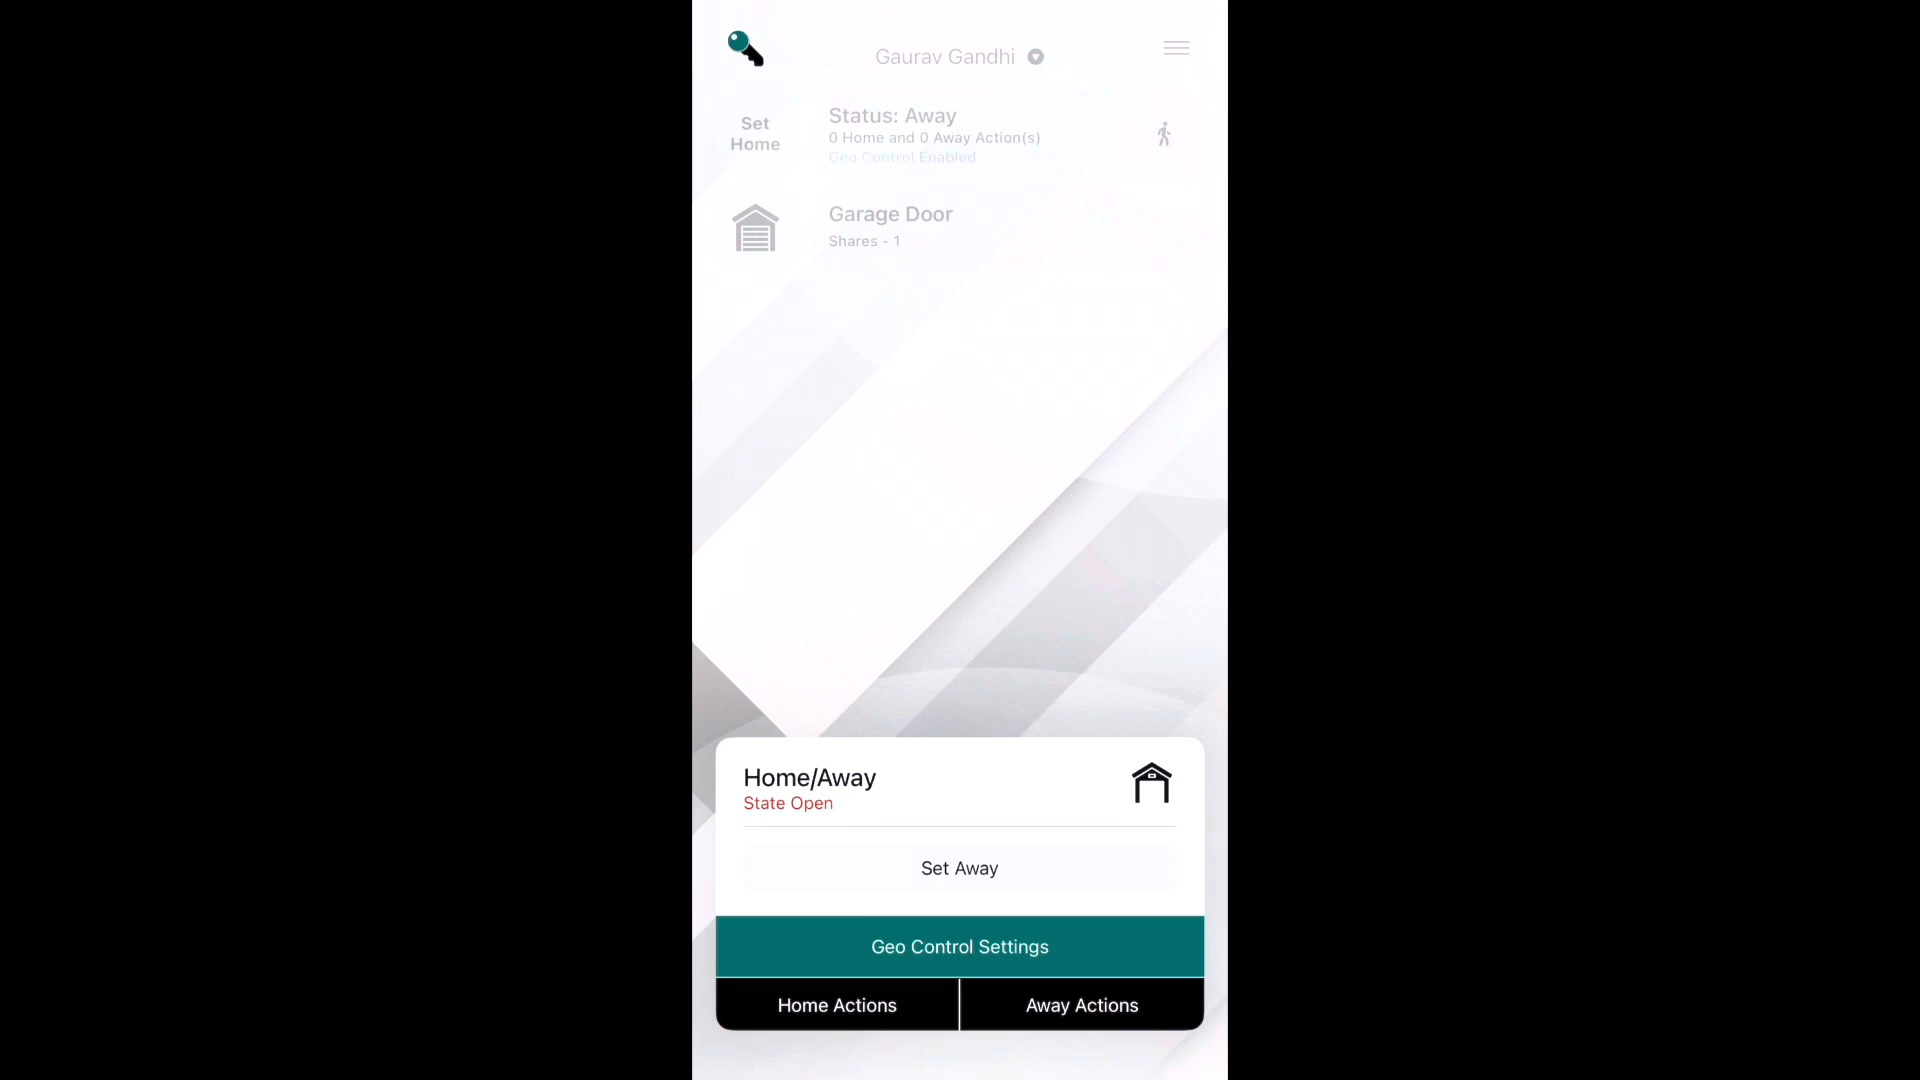 Gaurav Gandhi
Set
Home
Status: Away
0 Home and 0 Away Action(s)
Geo Control Enabled
Garage Door
Shares - 1
Home/Away
State Open
Set Away
Geo Control Settings
Home Actions
Away Actions